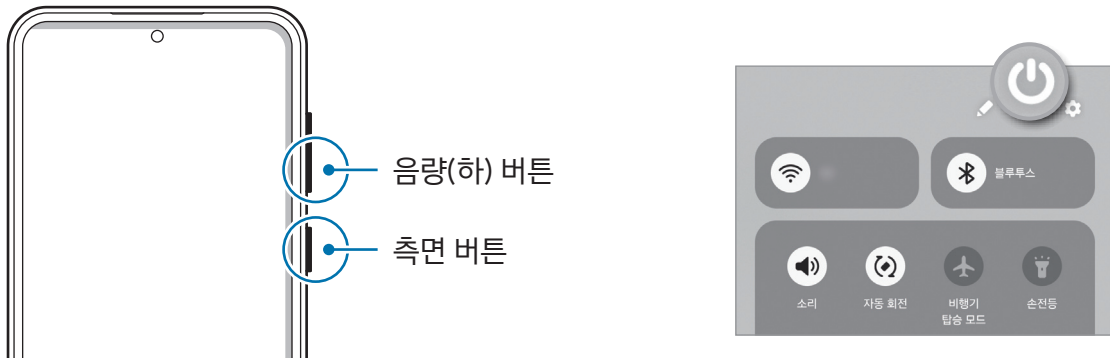 음량(하) 버튼
측면 버튼
블루투스
소리
자동 회전
비행기
탑승 모드
손전등